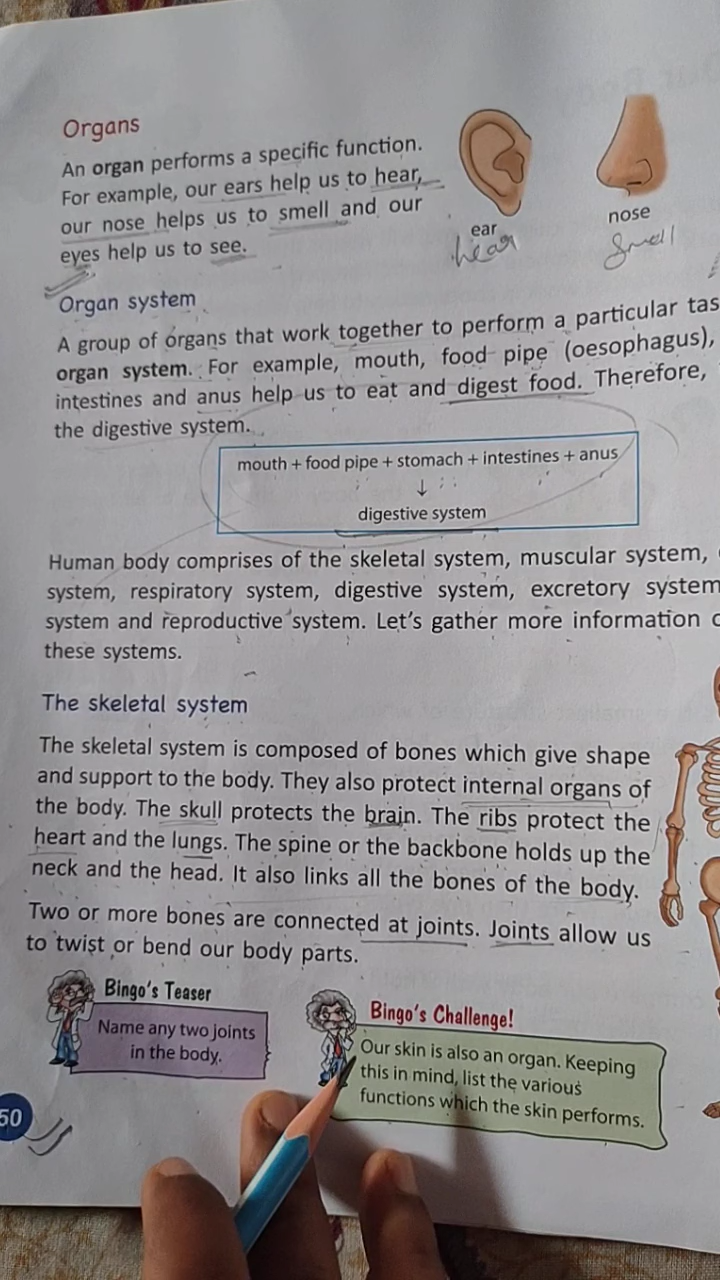 Organs
An organ performs a specific function.
For example, our ears help us to hear,
our nose helps us to smell and our
eyes help us to see.
ear
hear
nose
Smell
Organ system
A group of organs that work together to perform a particular tas
organ system. For example, mouth, food pipe (oesophagus),
intestines and anus help us to eat and digest food. Therefore,
the digestive system.
mouth + food pipe + stomach + intestines + anus
↓
digestive system
Human body comprises of the skeletal system, muscular system,
system, respiratory system, digestive system, excretory system
system and reproductive system. Let's gather more information
these systems.
The skeletal system
The skeletal system is composed of bones which give shape
and support to the body. They also protect internal organs of
the body. The skull protects the brain. The ribs protect the
heart and the lungs. The spine or the backbone holds up the
neck and the head. It also links all the bones of the body.
Two or more bones are connected at joints. Joints allow us
to twist or bend our body parts.
Bingo's Teaser
Name any two joints
in the body.
Bingo's Challenge!
Our skin is also an organ. Keeping
this in mind, list the various
functions which the skin performs.
50